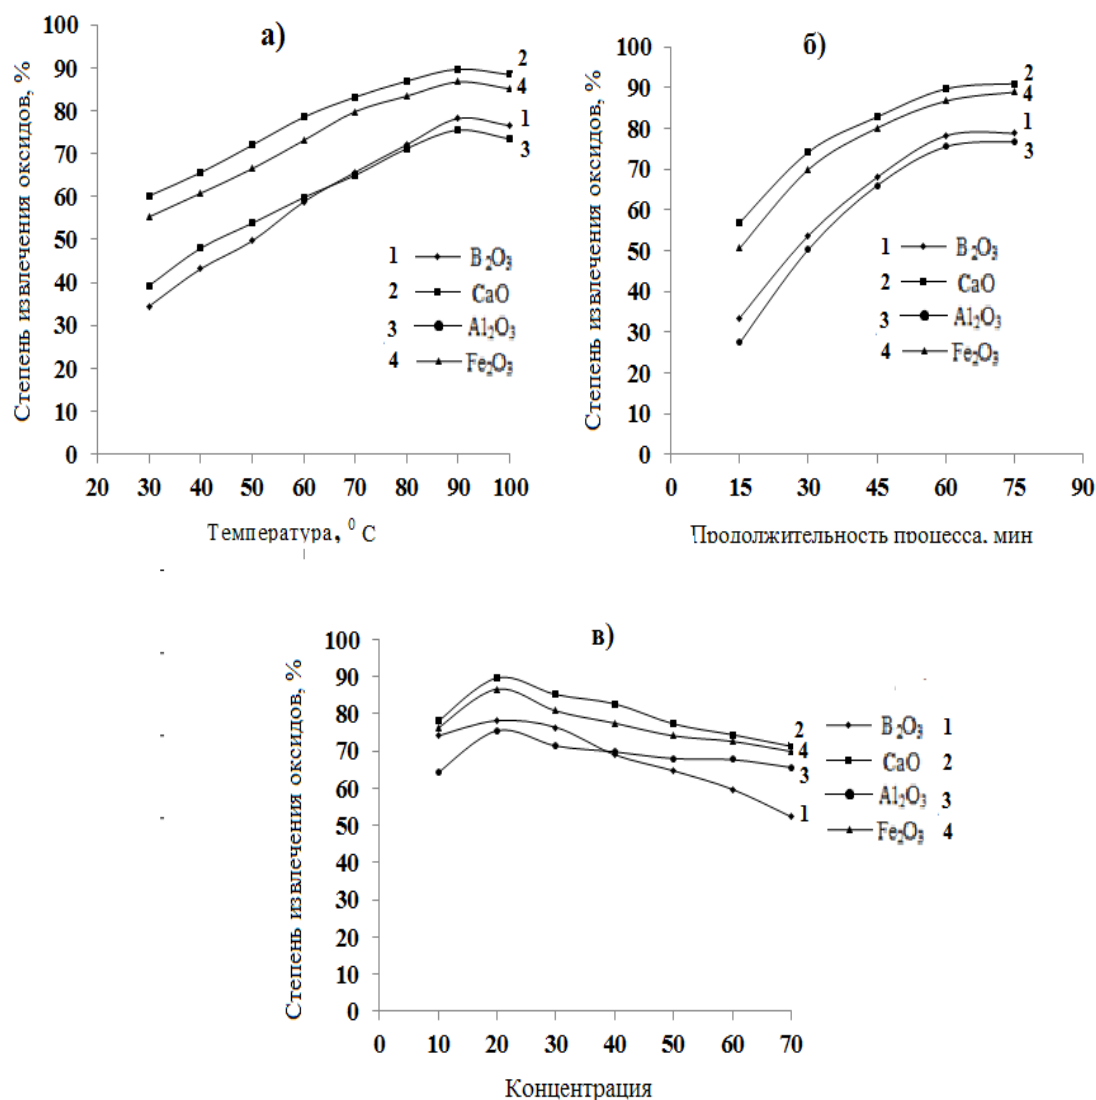 а)
Степень извлечения оксидов, %
100
90
80
70
60
50
40
30
20
10
0
20 30 40 50 60 70 80 90 100
Температура, ⁰ С
2
4
1
3
1 B₂O₃
2 CaO
3 Al₂O₃
4 Fe₂O₃
б)
Степень извлечения оксидов, %
100
90
80
70
60
50
40
30
20
10
0
0 15 30 45 60 75 90
Продолжительность процесса, мин
2
4
1
3
1 B₂O₃
2 CaO
3 Al₂O₃
4 Fe₂O₃
в)
Степень извлечения оксидов, %
100
90
80
70
60
50
40
30
20
10
0
0 10 20 30 40 50 60 70
Концентрация
2
4
3
1
B₂O₃ 1
CaO 2
Al₂O₃ 3
Fe₂O₃ 4